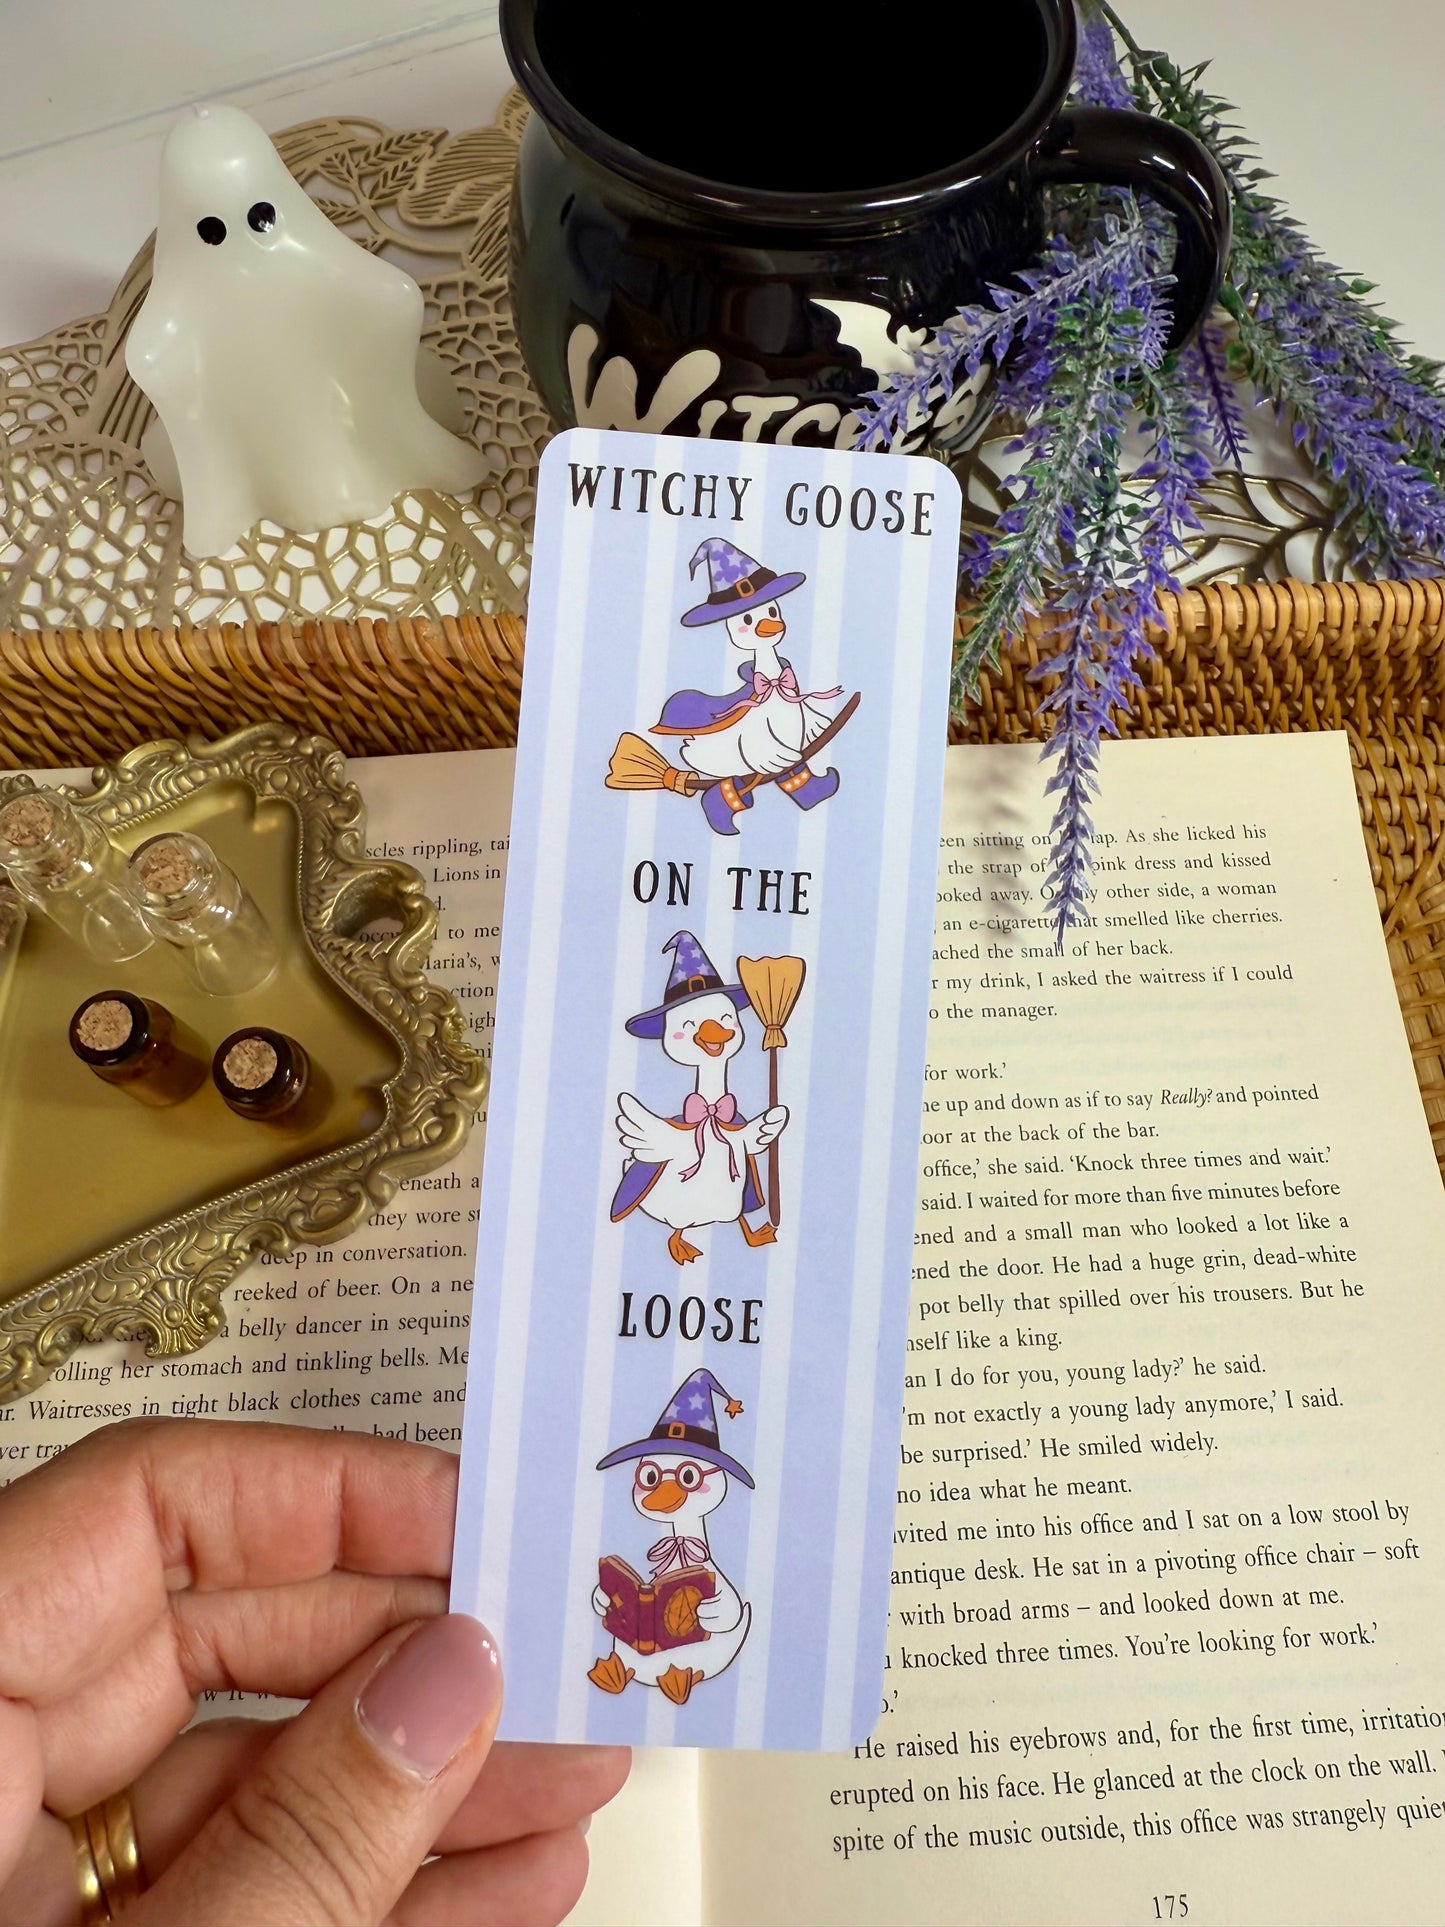 WITCHES
WITCHY GOOSE
ON THE
LOOSE
scles rippling,
Lions in
to me
Maria's,
ction
eneath a
they wore
deep in conversation.
reeked of beer. On a ne
a belly dancer in sequins
rolling her stomach and tinkling bells. Me
ar. Waitresses in tight black clothes came and
had been
een sitting on lap. As she licked his
the strap of pink dress and kissed
ooked away. On my other side, a woman
an e-cigarette that smelled like cherries.
ached the small of her back.
r my drink, I asked the waitress if I could
o the manager.
for work.’
me up and down as if to say Really? and pointed
oor at the back of the bar.
office,’ she said. ‘Knock three times and wait.’
said. I waited for more than five minutes before
ened and a small man who looked a lot like a
ened the door. He had a huge grin, dead-white
pot belly that spilled over his trousers. But he
mself like a king.
an I do for you, young lady?’ he said.
’m not exactly a young lady anymore,’ I said.
be surprised.’ He smiled widely.
no idea what he meant.
nvited me into his office and I sat on a low stool by
antique desk. He sat in a pivoting office chair – soft
with broad arms – and looked down at me.
u knocked three times. You’re looking for work.’
o.’
He raised his eyebrows and, for the first time, irritation
erupted on his face. He glanced at the clock on the wall.
spite of the music outside, this office was strangely quiet
175